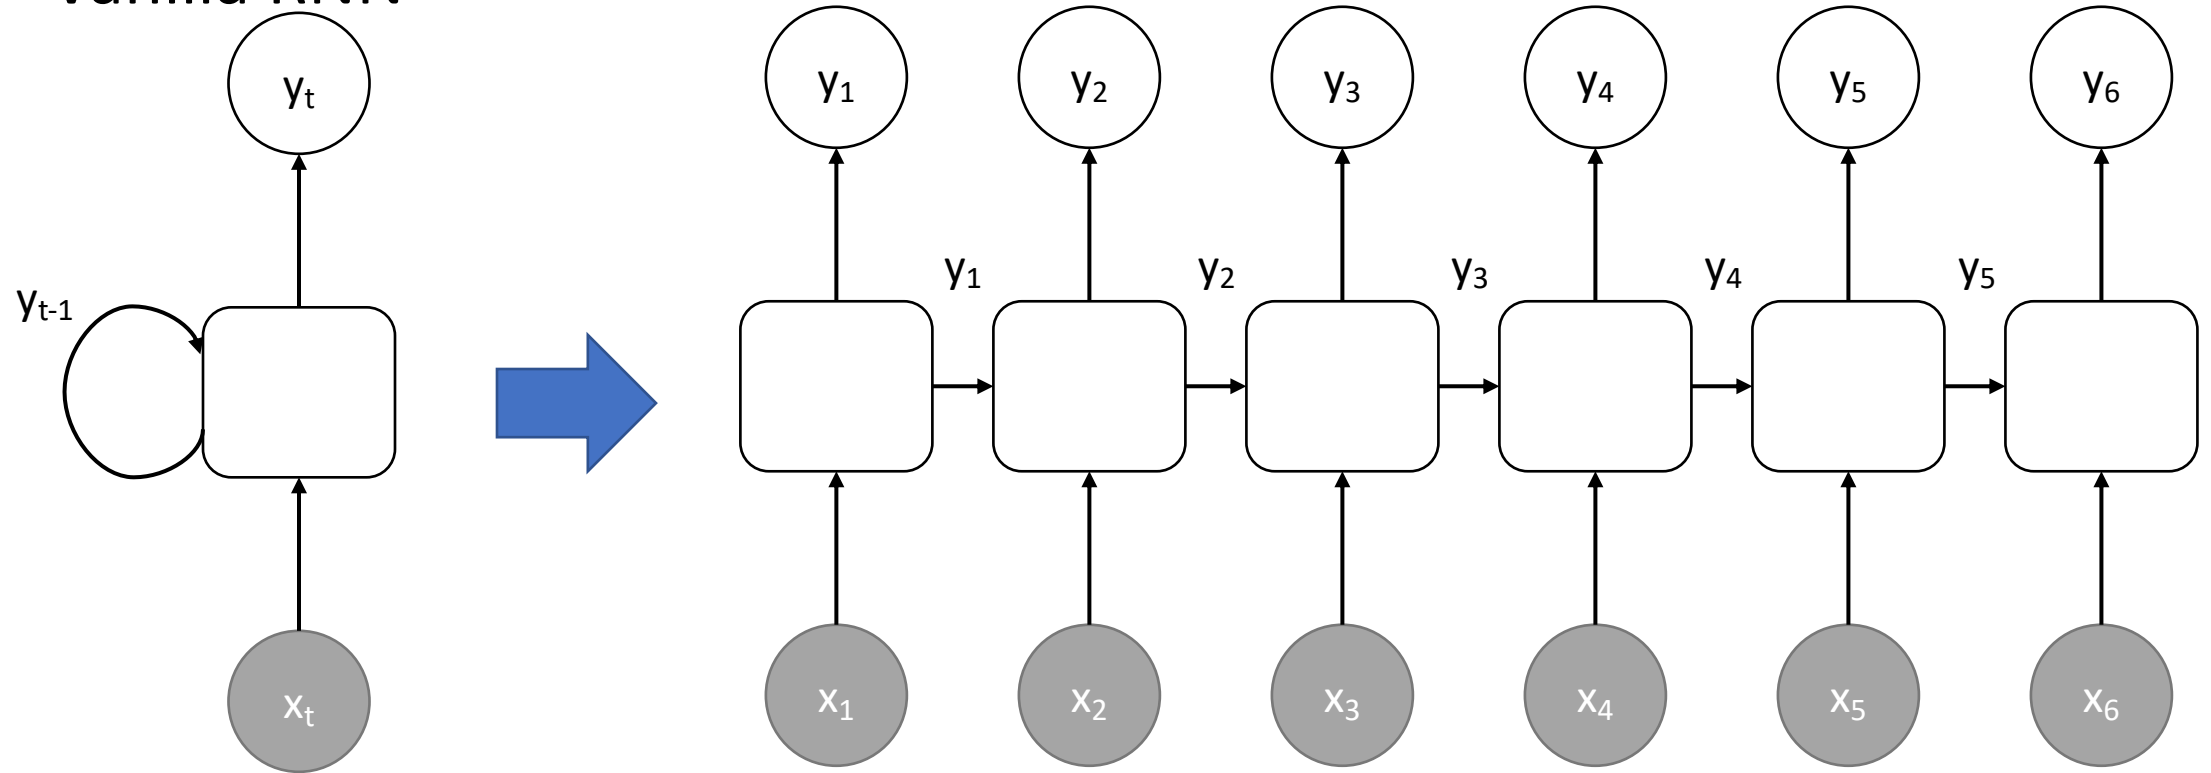 y₁ y₂ y₃ y₄ y₅ y₆
yₜ
y₁ y₂ y₃ y₄ y₅
yₜ₋₁
x₁ x₂ x₃ x₄ x₅ x₆
xₜ